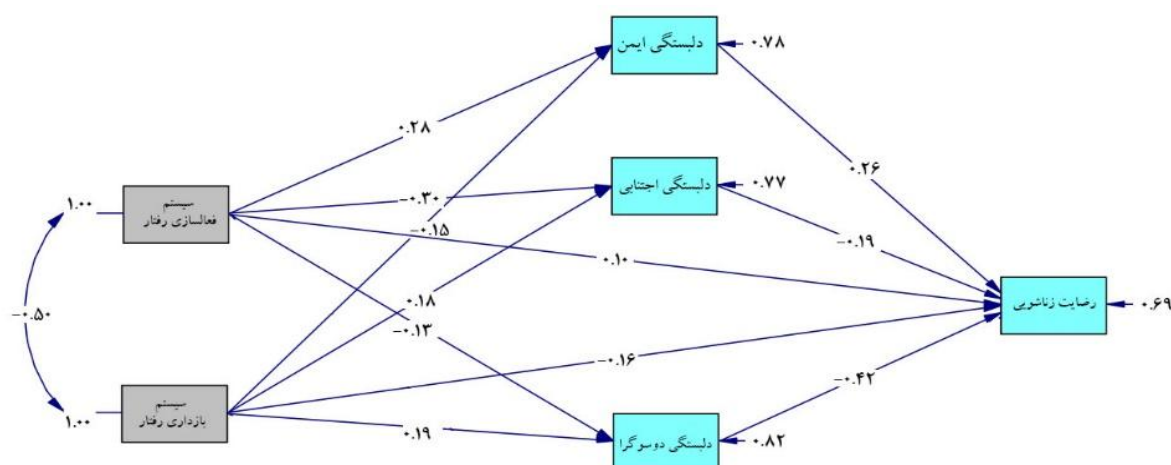 دلبستگی ایمن
۰.۷۸
۰.۲۸
۰.۲۶
دلبستگی اجتنابی
۰.۷۷
−۰.۳۰
سیستم
فعالسازی رفتار
۱.۰۰
−۰.۱۵
−۰.۱۹
۰.۱۰
رضایت زناشویی
۰.۶۹
−۰.۵۰
۰.۱۸
−۰.۱۳
−۰.۱۶
−۰.۴۲
سیستم
بازداری رفتار
۱.۰۰
۰.۱۹
دلبستگی دوسوگرا
۰.۸۲